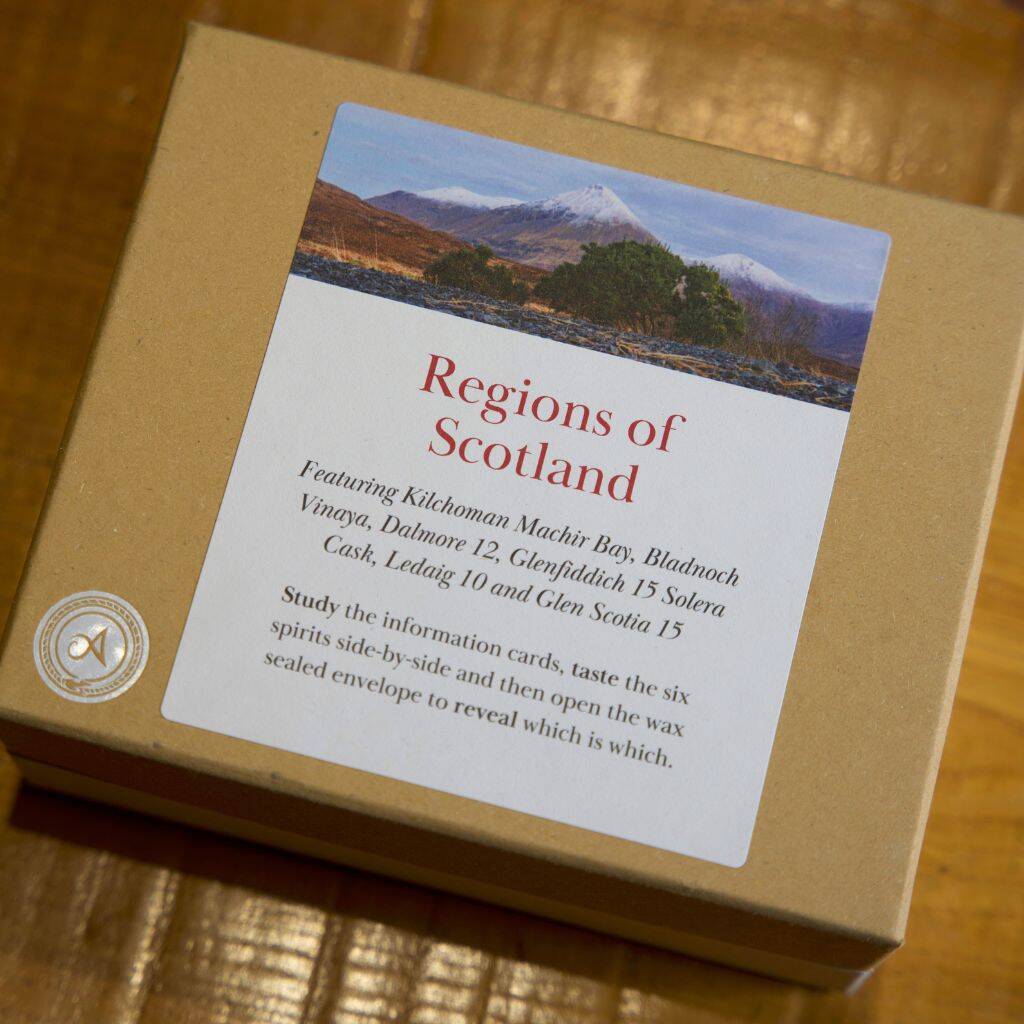 Regions of
Scotland
Featuring Kilchoman Machir Bay, Bladnoch
Vinaya, Dalmore 12, Glenfiddich 15 Solera
Cask, Ledaig 10 and Glen Scotia 15
Study the information cards, taste the six
spirits side-by-side and then open the wax
sealed envelope to reveal which is which.